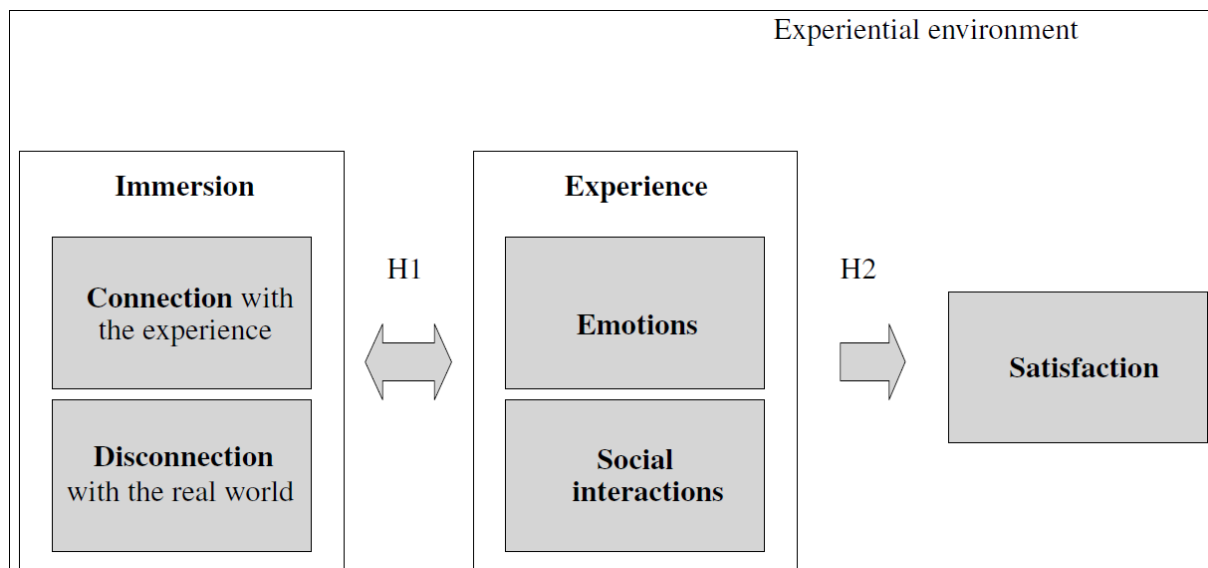 Experiential environment
Immersion
Connection with
the experience
Disconnection
with the real world
H1
Experience
Emotions
Social
interactions
H2
Satisfaction